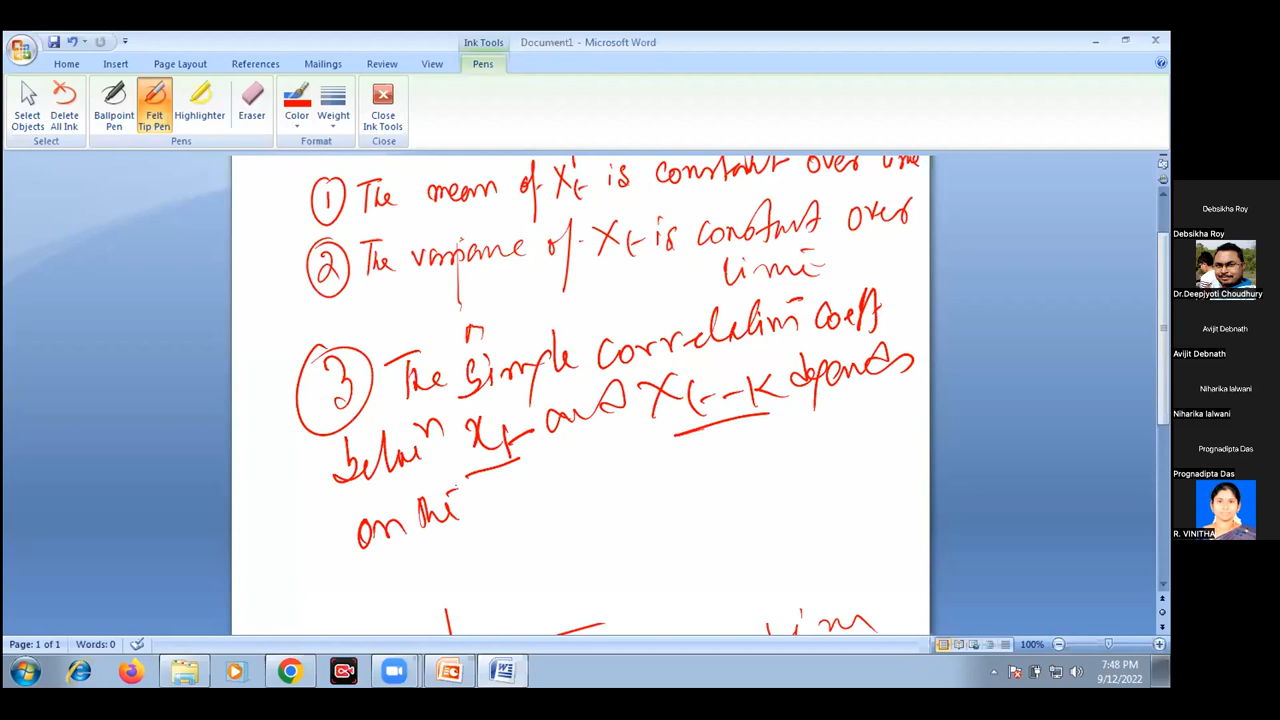 Ink Tools Document1 - Microsoft Word
Home Insert Page Layout References Mailings Review View Pens
Select Objects
Delete All Ink
Ballpoint Pen
Felt Tip Pen
Highlighter
Eraser
Color
Weight
Close Ink Tools
Select Pens Format Close
① The mean of Xt is constant over time
② The variance of Xt is constant over
time
③ The simple correlation coeff
betwn Xt and Xt-K depends
on the
Debsikha Roy
Debsikha Roy
Dr.Deepjyoti Choudhury
Avijit Debnath
Avijit Debnath
Niharika lalwani
Niharika lalwani
Prognadipta Das
Prognadipta Das
R. VINITHA
Page: 1 of 1 Words: 0 100%
7:48 PM
9/12/2022